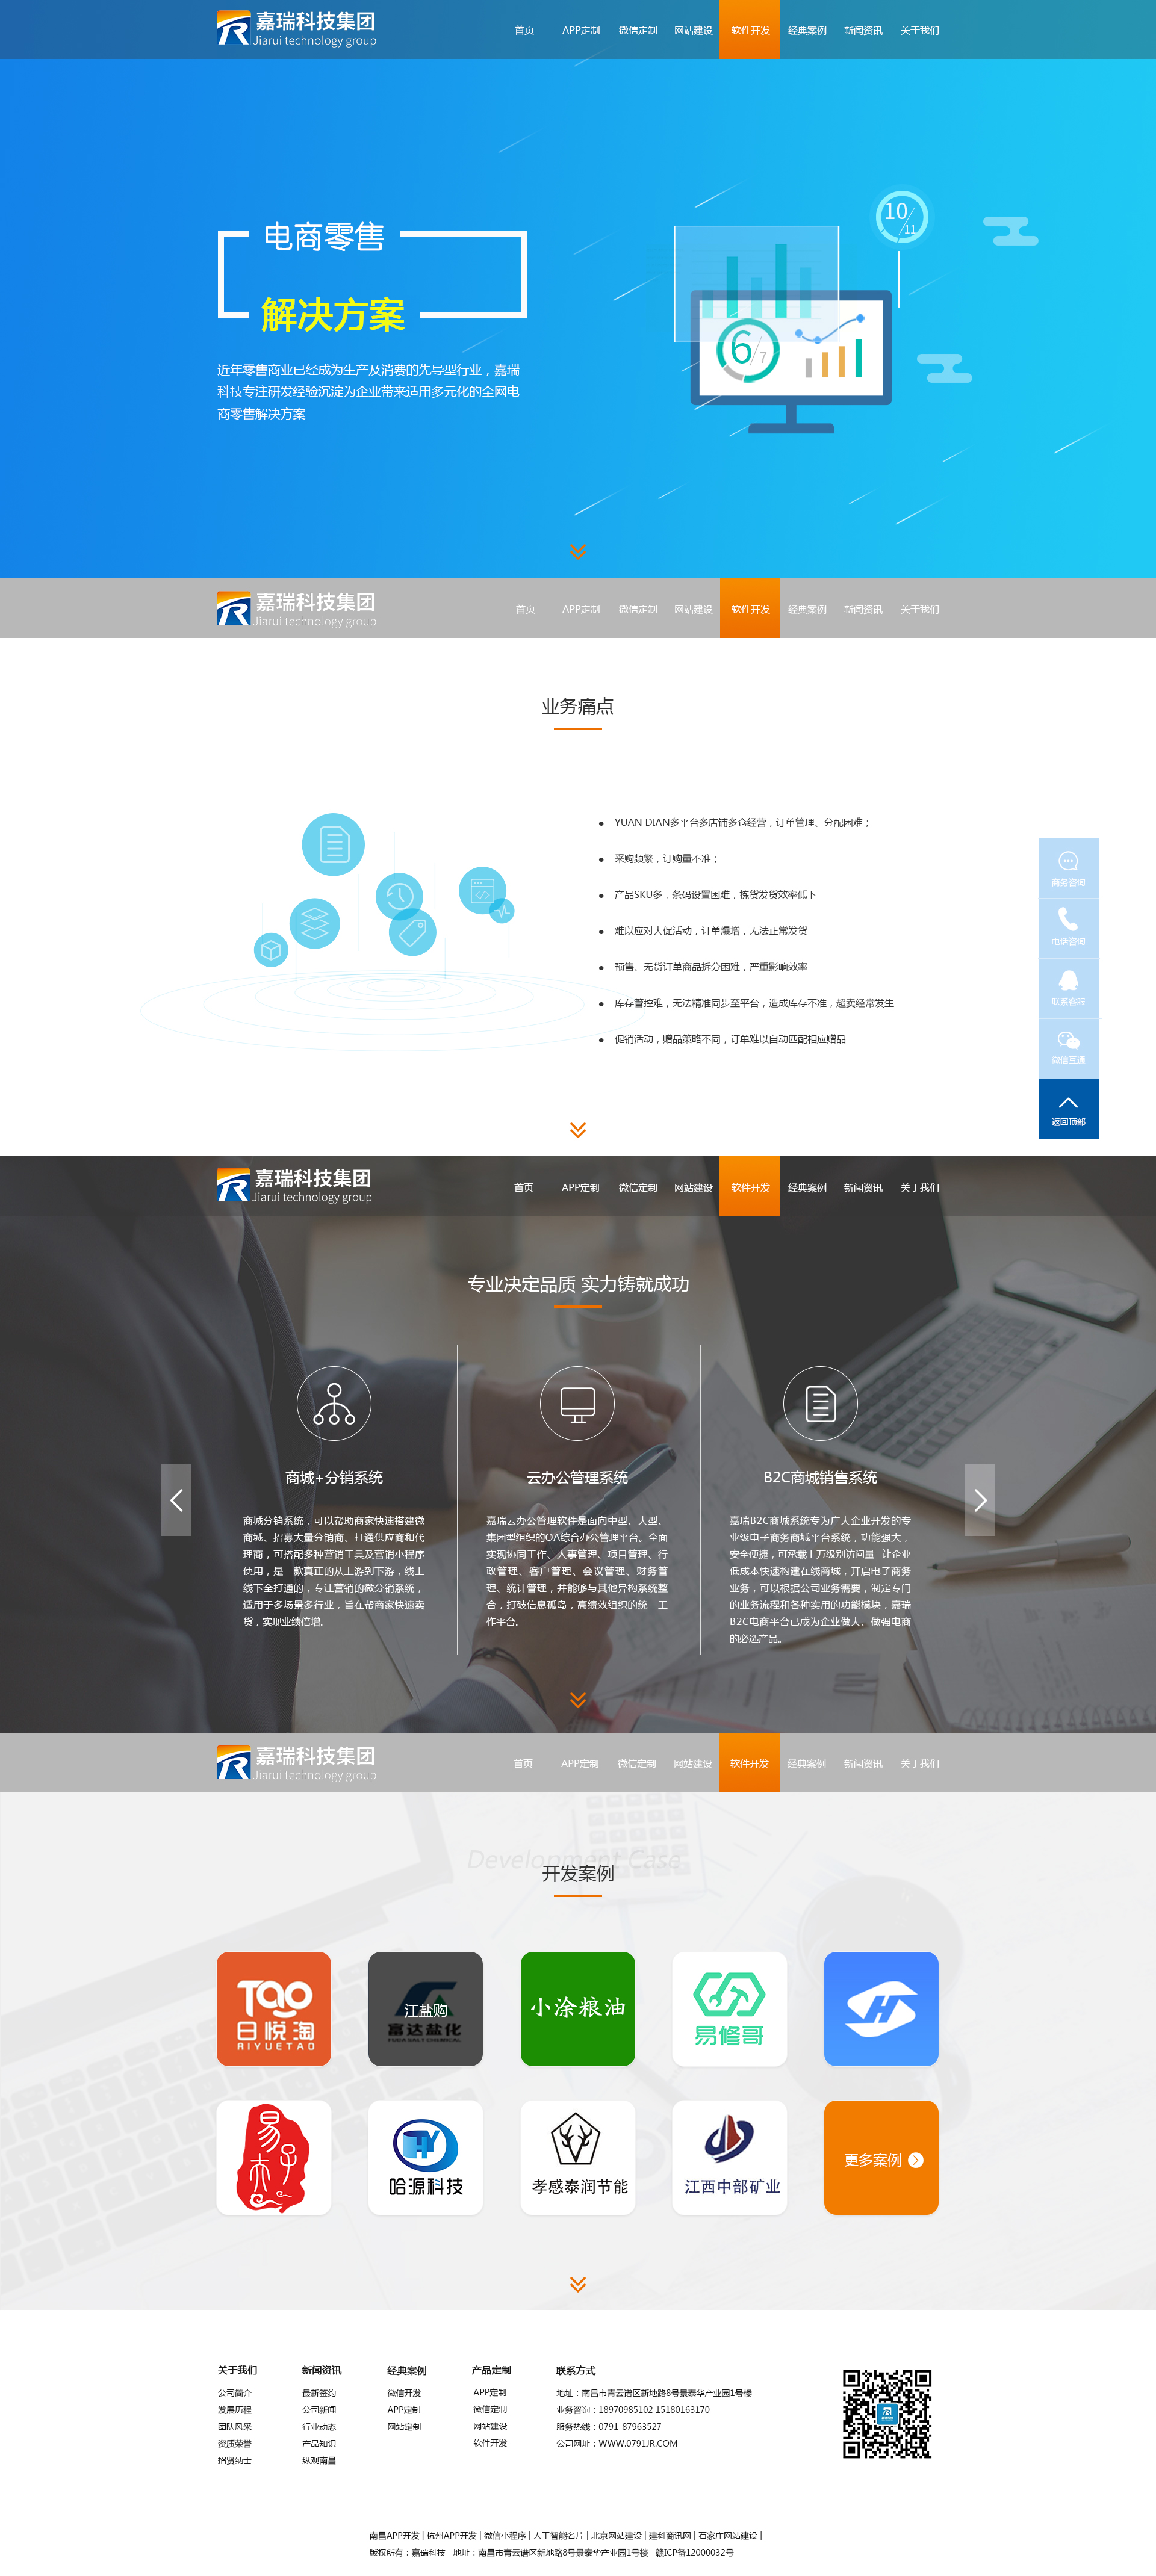 嘉瑞科技集团
Jiarui technology group
首页 APP定制 微信定制 网站建设 软件开发 经典案例 新闻资讯 关于我们
电商零售
解决方案
近年零售商业已经成为生产及消费的先导型行业，嘉瑞
科技专注研发经验沉淀为企业带来适用多元化的全网电
商零售解决方案
10/11
6/7
嘉瑞科技集团
Jiarui technology group
首页 APP定制 微信定制 网站建设 软件开发 经典案例 新闻资讯 关于我们
业务痛点
YUAN DIAN多平台多店铺多仓经营，订单管理、分配困难；
采购频繁，订购量不准；
产品SKU多，条码设置困难，拣货发货效率低下
难以应对大促活动，订单爆增，无法正常发货
预售、无货订单商品拆分困难，严重影响效率
库存管控难，无法精准同步至平台，造成库存不准，超卖经常发生
促销活动，赠品策略不同，订单难以自动匹配相应赠品
商务咨询
电话咨询
联系客服
微信互通
返回顶部
嘉瑞科技集团
Jiarui technology group
首页 APP定制 微信定制 网站建设 软件开发 经典案例 新闻资讯 关于我们
专业决定品质 实力铸就成功
商城+分销系统
商城分销系统，可以帮助商家快速搭建微
商城、招募大量分销商、打通供应商和代
理商，可搭配多种营销工具及营销小程序
使用，是一款真正的从上游到下游，线上
线下全打通的，专注营销的微分销系统，
适用于多场景多行业，旨在帮商家快速卖
货，实现业绩倍增。
云办公管理系统
嘉瑞云办公管理软件是面向中型、大型、
集团型组织的OA综合办公管理平台。全面
实现协同工作、人事管理、项目管理、行
政管理、客户管理、会议管理、财务管
理、统计管理，并能够与其他异构系统整
合，打破信息孤岛，高绩效组织的统一工
作平台。
B2C商城销售系统
嘉瑞B2C商城系统专为广大企业开发的专
业级电子商务商城平台系统，功能强大，
安全便捷，可承载上万级别访问量 让企业
低成本快速构建在线商城，开启电子商务
业务，可以根据公司业务需要，制定专门
的业务流程和各种实用的功能模块，嘉瑞
B2C电商平台已成为企业做大、做强电商
的必选产品。
嘉瑞科技集团
Jiarui technology group
首页 APP定制 微信定制 网站建设 软件开发 经典案例 新闻资讯 关于我们
Development Case
开发案例
TAO
日悦淘
RIYUETAO
江盐购
富达盐化
FUDA SALT CHEMICAL
小涂粮油
易修哥
H
易子亦
HY
哈源科技
孝感泰润节能
江西中部矿业
更多案例
关于我们
公司简介
发展历程
团队风采
资质荣誉
招贤纳士
新闻资讯
最新签约
公司新闻
行业动态
产品知识
纵观南昌
经典案例
微信开发
APP定制
网站定制
产品定制
APP定制
微信定制
网站建设
软件开发
联系方式
地址：南昌市青云谱区新地路8号景泰华产业园1号楼
业务咨询：18970985102 15180163170
服务热线：0791-87963527
公司网址：WWW.0791JR.COM
南昌APP开发 | 杭州APP开发 | 微信小程序 | 人工智能名片 | 北京网站建设 | 建科商讯网 | 石家庄网站建设 |
版权所有：嘉瑞科技 地址：南昌市青云谱区新地路8号景泰华产业园1号楼 赣ICP备12000032号